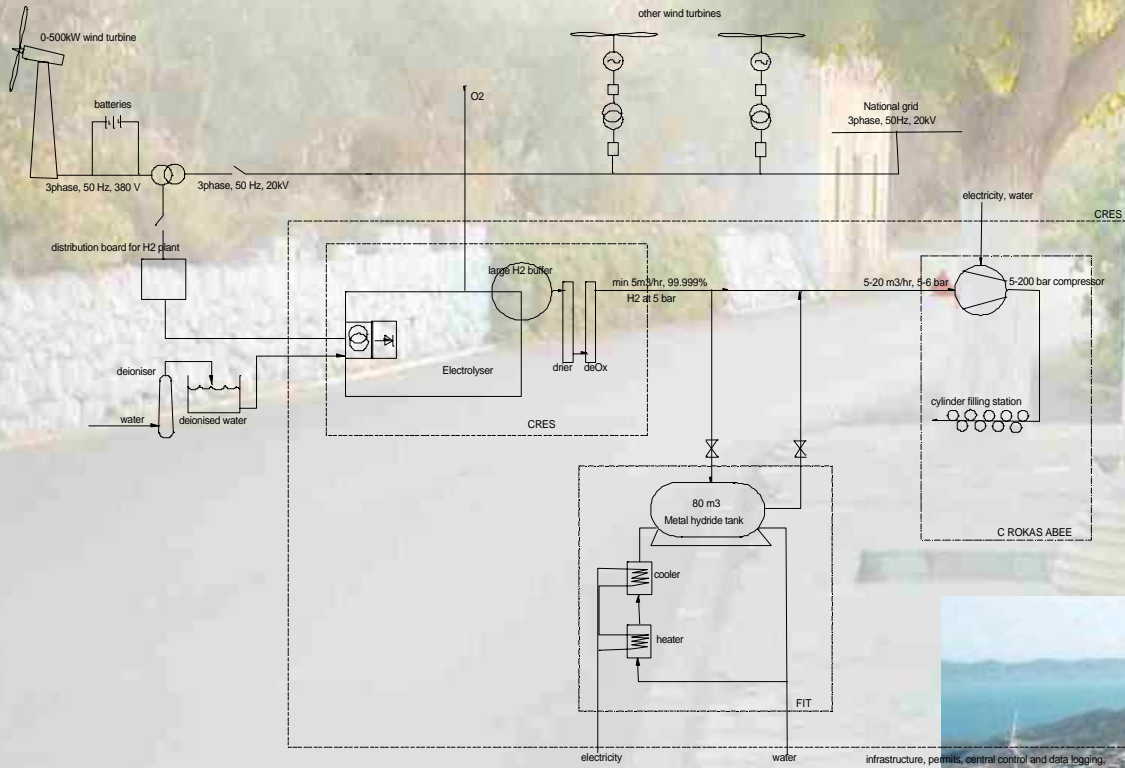 other wind turbines
0-500kW wind turbine
batteries
O2
National grid
3phase, 50Hz, 20kV
3phase, 50 Hz, 380 V
3phase, 50 Hz, 20kV
electricity, water
CRES
distribution board for H2 plant
large H2 buffer
min 5m3/hr, 99.999%
H2 at 5 bar
5-20 m3/hr, 5-6 bar
5-200 bar compressor
Electrolyser
drier
deOx
deioniser
water
deionised water
CRES
cylinder filling station
80 m3
Metal hydride tank
C ROKAS ABEE
cooler
heater
FIT
electricity
water
infrastructure, permits, central control and data logging,